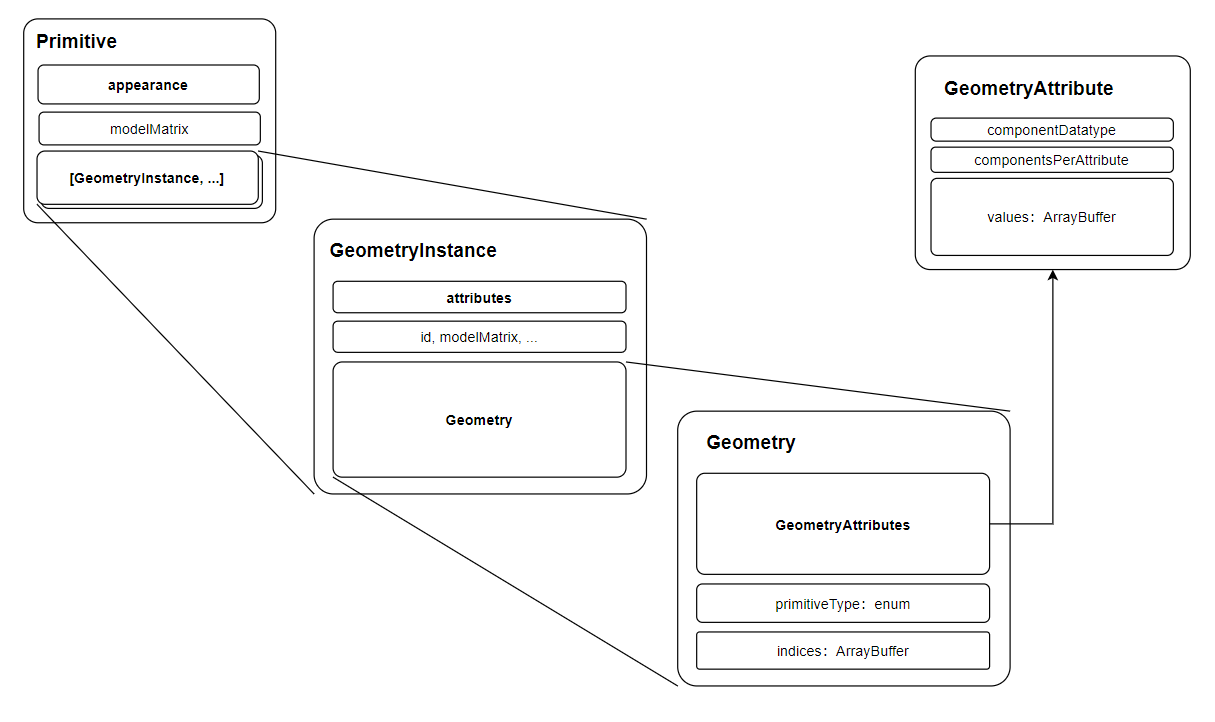 Primitive
appearance
modelMatrix
[GeometryInstance, ...]
GeometryInstance
attributes
id, modelMatrix, ...
Geometry
Geometry
GeometryAttributes
primitiveType: enum
indices: ArrayBuffer
GeometryAttribute
componentDatatype
componentsPerAttribute
values: ArrayBuffer